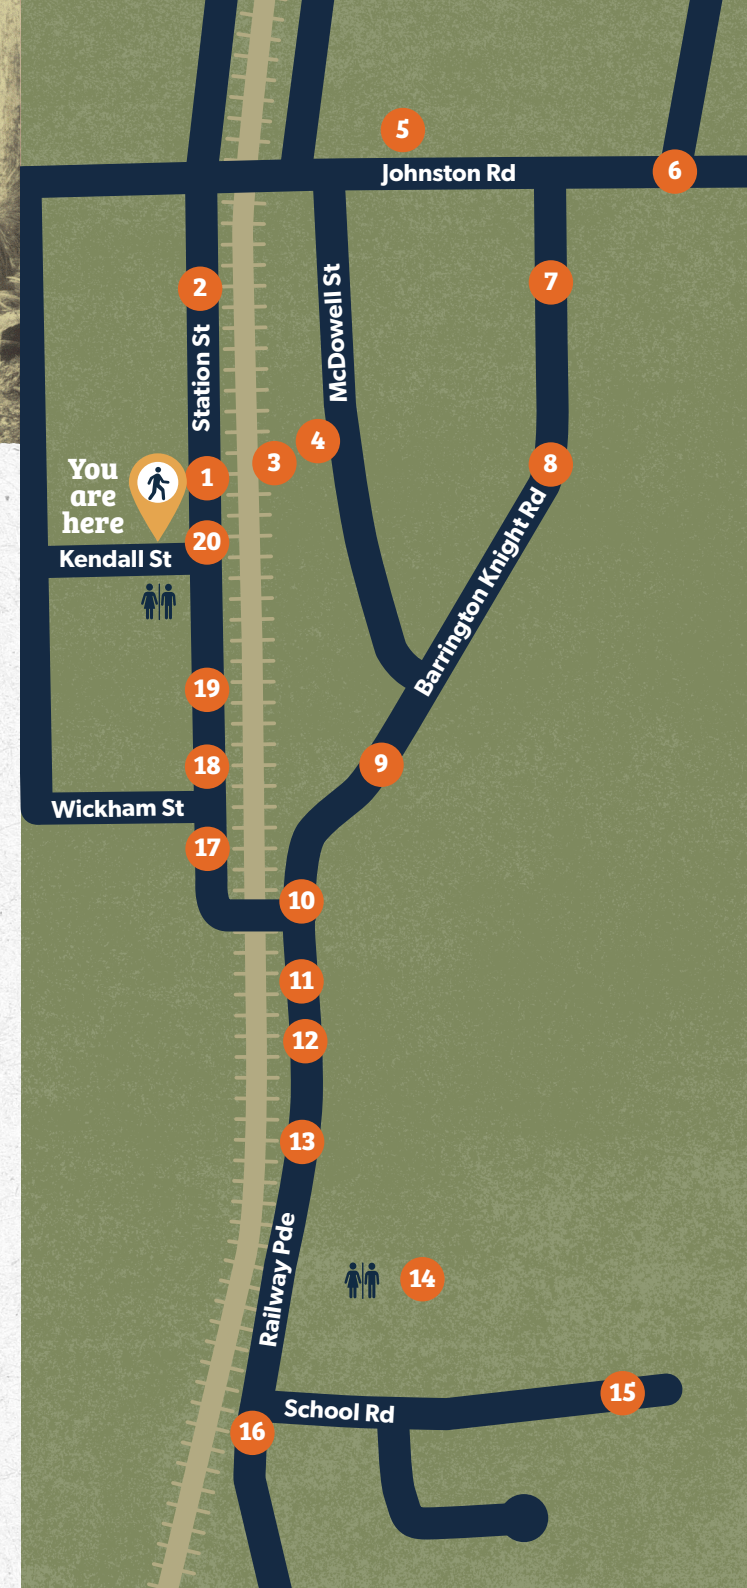 5
Johnston Rd
6
2
7
Station St
McDowell St
4
3
8
You
are
here
1
20
Kendall St
Barrington Knight Rd
19
18
9
Wickham St
17
10
11
12
13
Railway Pde
14
15
School Rd
16